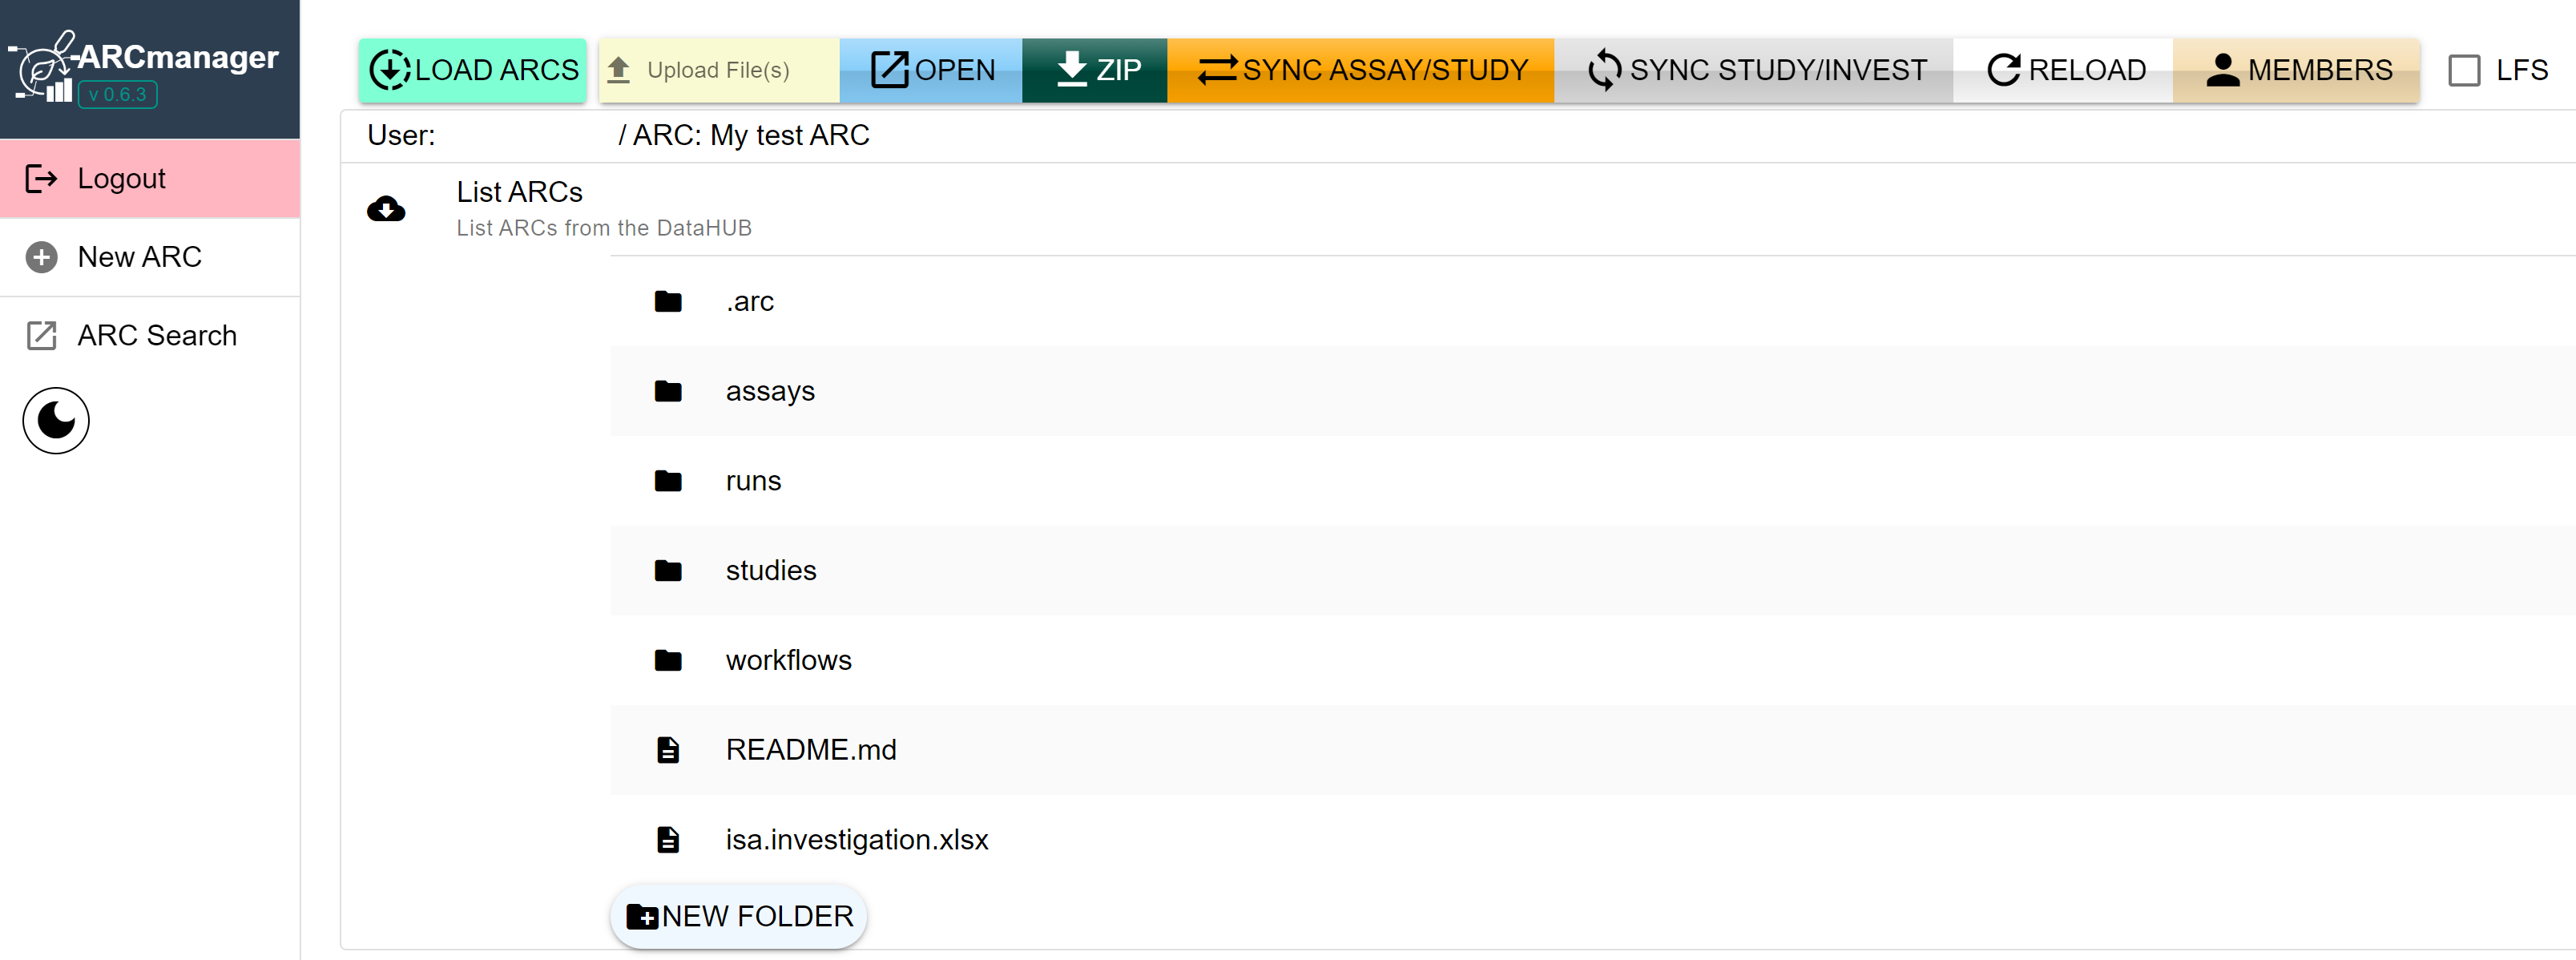 ARCmanager
v 0.6.3
Logout
New ARC
ARC Search
LOAD ARCS Upload File(s) OPEN ZIP SYNC ASSAY/STUDY SYNC STUDY/INVEST RELOAD MEMBERS LFS
User: / ARC: My test ARC
List ARCs
List ARCs from the DataHUB
.arc
assays
runs
studies
workflows
README.md
isa.investigation.xlsx
NEW FOLDER